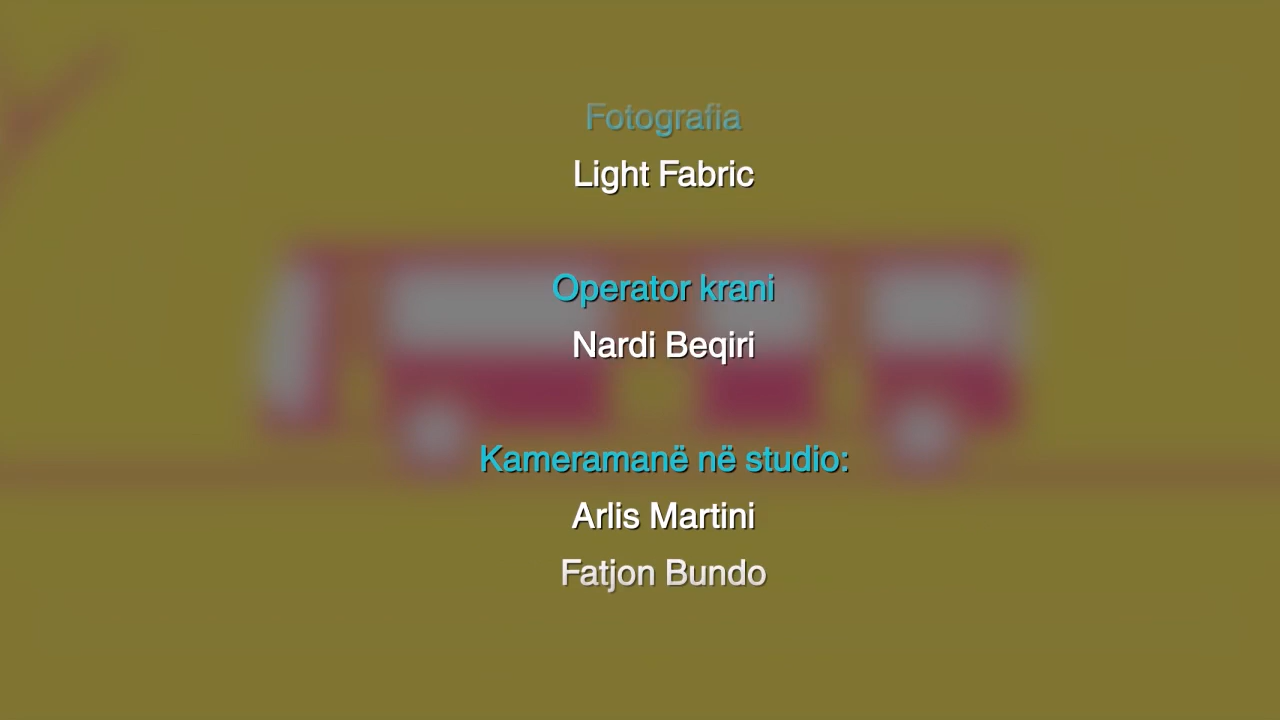 Fotografia
Light Fabric
Operator krani
Nardi Beqiri
Kameramanë në studio:
Arlis Martini
Fatjon Bundo